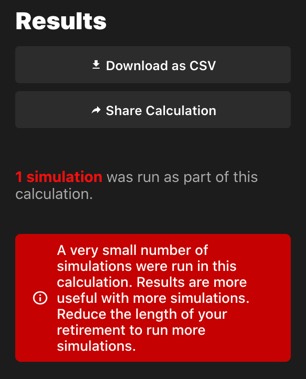 Results
Download as CSV
Share Calculation
1 simulation was run as part of this
calculation.
A very small number of
simulations were run in this
calculation. Results are more
useful with more simulations.
Reduce the length of your
retirement to run more
simulations.